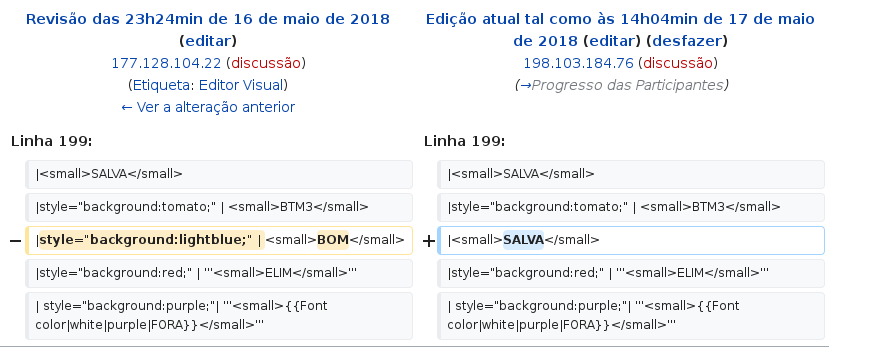 Revisão das 23h24min de 16 de maio de 2018
(editar)
177.128.104.22 (discussão)
(Etiqueta: Editor Visual)
← Ver a alteração anterior
Edição atual tal como às 14h04min de 17 de maio
de 2018 (editar) (desfazer)
198.103.184.76 (discussão)
(→Progresso das Participantes)
Linha 199:
Linha 199:
|<small>SALVA</small>
|<small>SALVA</small>
|style="background:tomato;" | <small>BTM3</small>
|style="background:tomato;" | <small>BTM3</small>
− |style="background:lightblue;" | <small>BOM</small>
+ |<small>SALVA</small>
|style="background:red;" | '''<small>ELIM</small>'''
|style="background:red;" | '''<small>ELIM</small>'''
| style="background:purple;"| '''<small>{{Font
color|white|purple|FORA}}</small>'''
| style="background:purple;"| '''<small>{{Font
color|white|purple|FORA}}</small>'''